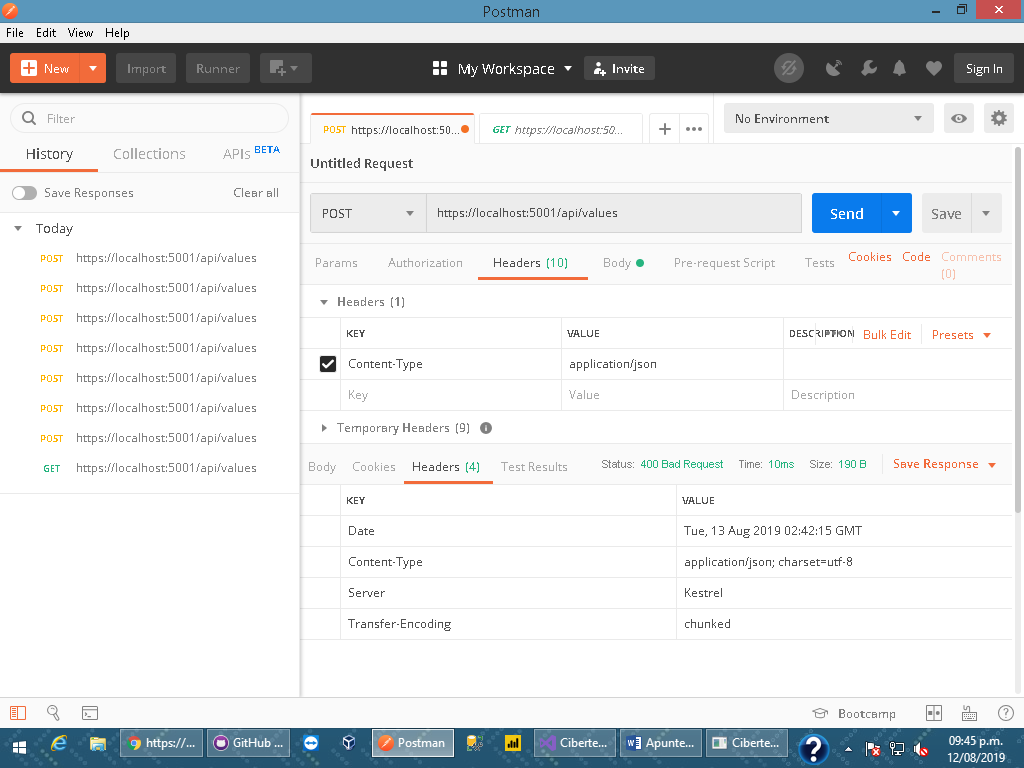 Postman
File Edit View Help
New Import Runner My Workspace Invite Sign In
Filter
History Collections APIs BETA
Save Responses Clear all
Today
POST https://localhost:5001/api/values
POST https://localhost:5001/api/values
POST https://localhost:5001/api/values
POST https://localhost:5001/api/values
POST https://localhost:5001/api/values
POST https://localhost:5001/api/values
POST https://localhost:5001/api/values
GET https://localhost:5001/api/values
POST https://localhost:50... GET https://localhost:50... + ••• No Environment
Untitled Request
POST https://localhost:5001/api/values Send Save
Params Authorization Headers (10) Body Pre-request Script Tests Cookies Code Comments
(0)
Headers (1)
KEY VALUE DESCRIPTION Bulk Edit Presets
Content-Type application/json
Key Value Description
Temporary Headers (9)
Body Cookies Headers (4) Test Results Status: 400 Bad Request Time: 10ms Size: 190 B Save Response
KEY VALUE
Date Tue, 13 Aug 2019 02:42:15 GMT
Content-Type application/json; charset=utf-8
Server Kestrel
Transfer-Encoding chunked
Bootcamp
https://... GitHub ... Postman Ciberte... Apunte... Ciberte... 09:45 p.m.
12/08/2019